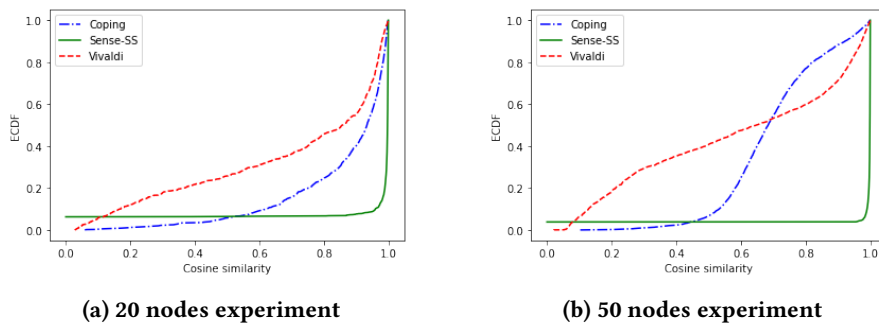 1.0
0.8
0.6
0.4
0.2
0.0
ECDF
Coping
Sense-SS
Vivaldi
0.0 0.2 0.4 0.6 0.8 1.0
Cosine similarity
(a) 20 nodes experiment
1.0
0.8
0.6
0.4
0.2
0.0
ECDF
Coping
Sense-SS
Vivaldi
0.0 0.2 0.4 0.6 0.8 1.0
Cosine similarity
(b) 50 nodes experiment